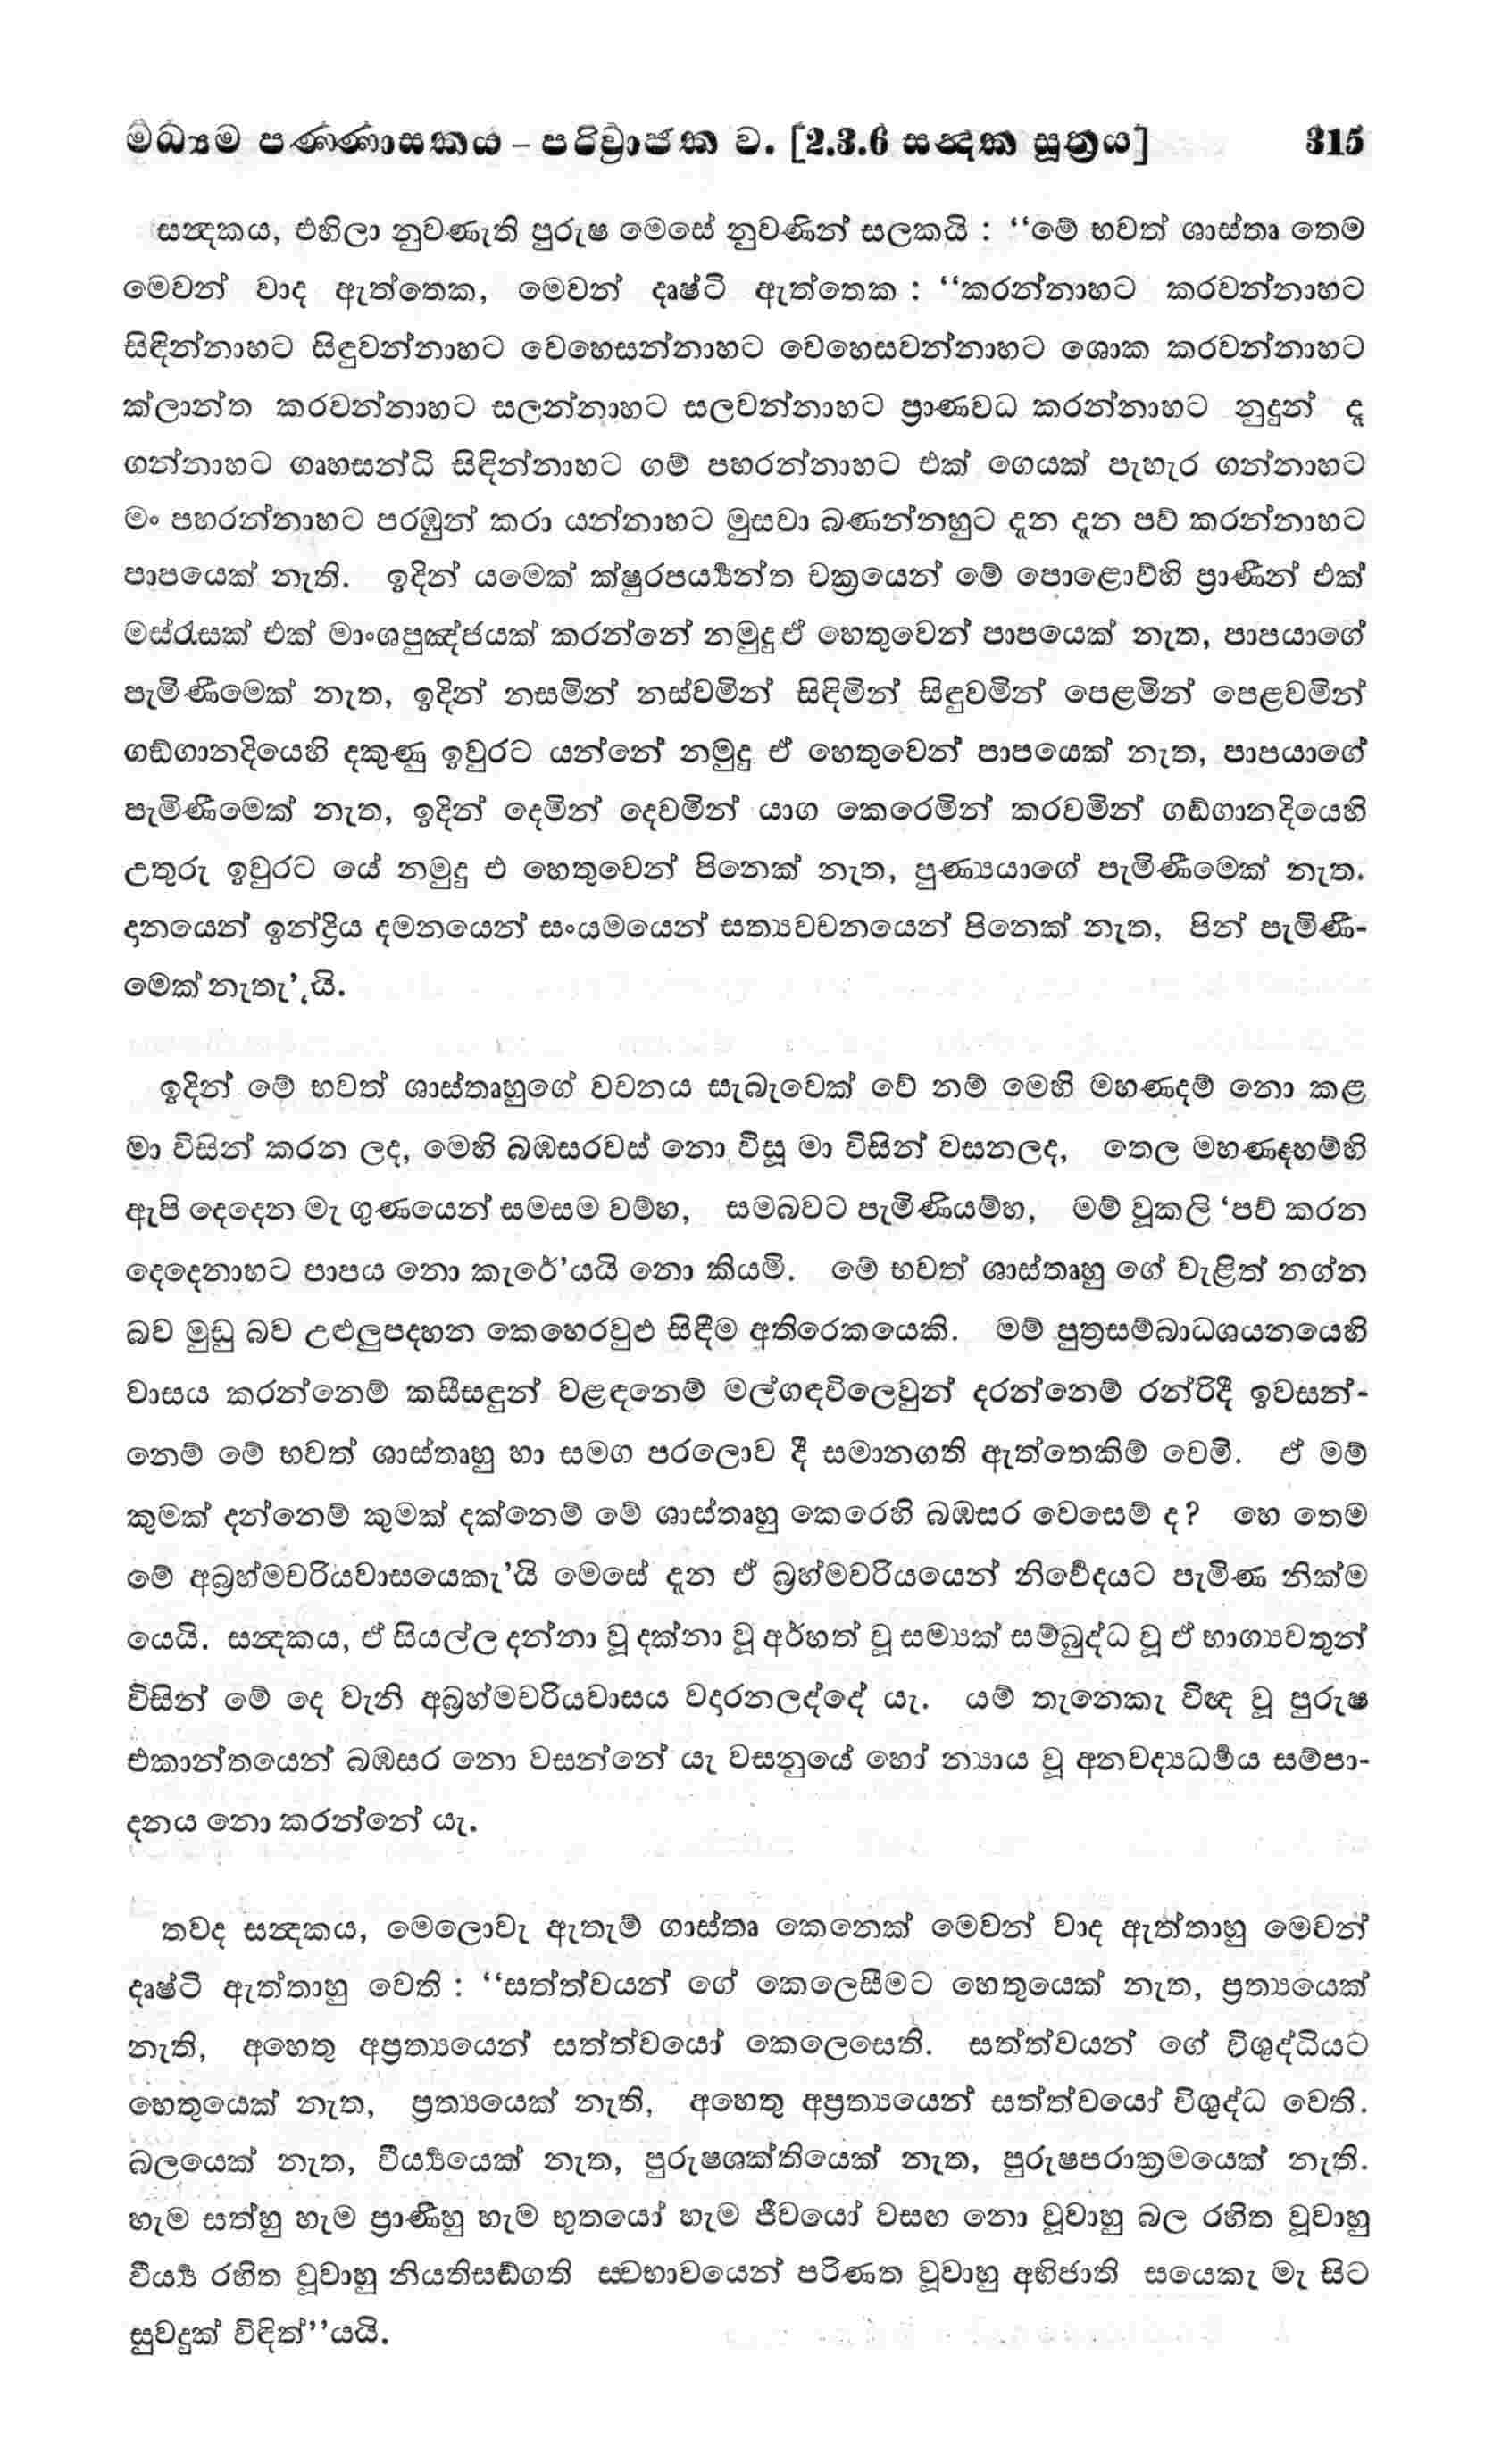 මධ්‍යම පණ්ණාසකය – පරිව්‍රාජක ව. [2.3.6 සන්‍දක සූත්‍රය] 315
සන්‍දකය, එහිලා නුවණැති පුරුෂ මෙසේ නුවණින් සලකයි : “මේ භවත් ශාස්තෘ තෙම
මෙවන් වාද ඇත්තෙක, මෙවන් දෘෂ්ටි ඇත්තෙක : “කරන්නාහට කරවන්නාහට
සිඳින්නාහට සිඳුවන්නාහට වෙහෙසන්නාහට වෙහෙසවන්නාහට ශොක කරවන්නාහට
ක්ලාන්ත කරවන්නාහට සලන්නාහට සලවන්නාහට ප්‍රාණවධ කරන්නාහට නුදුන් දෑ
ගන්නාහට ගෘහසන්ධි සිඳින්නාහට ගම් පහරන්නාහට එක් ගෙයක් පැහැර ගන්නාහට
මං පහරන්නාහට පරඹුන් කරා යන්නාහට මුසවා බණන්නහුට දැන දැන පව් කරන්නාහට
පාපයෙක් නැති. ඉදින් යමෙක් ක්ෂුරපර්‍ය්‍යන්ත චක්‍රයෙන් මේ පොළොව්හි ප්‍රාණීන් එක්
මස්රැසක් එක් මාංශපුඤ්ජයක් කරන්නේ නමුදු ඒ හෙතුවෙන් පාපයෙක් නැත, පාපයාගේ
පැමිණීමෙක් නැත, ඉදින් නසමින් නස්වමින් සිඳිමින් සිඳුවමින් පෙළමින් පෙළවමින්
ගඞ්ගානදියෙහි දකුණු ඉවුරට යන්නේ නමුදු ඒ හෙතුවෙන් පාපයෙක් නැත, පාපයාගේ
පැමිණීමෙක් නැත, ඉදින් දෙමින් දෙවමින් යාග කෙරෙමින් කරවමින් ගඞ්ගානදියෙහි
උතුරු ඉවුරට යේ නමුදු එ හෙතුවෙන් පිනෙක් නැත, පුණ්‍යයාගේ පැමිණීමෙක් නැත.
දානයෙන් ඉන්ද්‍රිය දමනයෙන් සංයමයෙන් සත්‍යවචනයෙන් පිනෙක් නැත, පින් පැමිණී-
මෙක් නැතැ’යි.
ඉදින් මේ භවත් ශාස්තෘහුගේ වචනය සැබැවෙක් වේ නම් මෙහි මහණදම් නො කළ
මා විසින් කරන ලද, මෙහි බඹසරවස් නො විසූ මා විසින් වසනලද, තෙල මහණදහම්හි
ඇපි දෙදෙන මැ ගුණයෙන් සමසම වම්හ, සමබවට පැමිණියම්හ, මම් වූකලි ‘පව් කරන
දෙදෙනාහට පාපය නො කැරේ’යයි නො කියමි. මේ භවත් ශාස්තෘහු ගේ වැළිත් නග්න
බව මුඩු බව උළුලුපදහන කෙහෙරවුළු සිඳීම අතිරෙකයෙකි. මම් පුත්‍රසම්බාධශයනයෙහි
වාසය කරන්නෙම් කසීසඳුන් වළඳනෙම් මල්ගඳවිලෙවුන් දරන්නෙම් රන්රිදී ඉවසන්-
නෙම් මේ භවත් ශාස්තෘහු හා සමග පරලොව දී සමානගති ඇත්තෙකිම් වෙමි. ඒ මම්
කුමක් දන්නෙම් කුමක් දක්නෙම් මේ ශාස්තෘහු කෙරෙහි බඹසර වෙසෙම් ද? හෙ තෙම
මේ අබ්‍රහ්මචරියවාසයෙකැ’යි මෙසේ දැන ඒ බ්‍රහ්මචරියයෙන් නිර්‍වෙදයට පැමිණ නික්ම
යෙයි. සන්‍දකය, ඒ සියල්ල දන්නා වූ දක්නා වූ අර්හත් වූ සම්‍යක් සම්බුද්ධ වූ ඒ භාග්‍යවතුන්
විසින් මේ දෙ වැනි අබ්‍රහ්මචරියවාසය වදාරනලද්දේ යැ. යම් තැනෙකැ විඥ වූ පුරුෂ
එකාන්තයෙන් බඹසර නො වසන්නේ යැ වසනුයේ හෝ න්‍යාය වූ අනවද්‍යධර්‍මය සම්පා-
දනය නො කරන්නේ යැ.
තවද සන්‍දකය, මෙලොවැ ඇතැම් ශාස්තෘ කෙනෙක් මෙවන් වාද ඇත්තාහු මෙවන්
දෘෂ්ටි ඇත්තාහු වෙති : “සත්ත්වයන් ගේ කෙලෙසීමට හෙතුයෙක් නැත, ප්‍රත්‍යයෙක්
නැති, අහෙතු අප්‍රත්‍යයෙන් සත්ත්වයෝ කෙලෙසෙති. සත්ත්වයන් ගේ විශුද්ධියට
හෙතුයෙක් නැත, ප්‍රත්‍යයෙක් නැති, අහෙතු අප්‍රත්‍යයෙන් සත්ත්වයෝ විශුද්ධ වෙති.
බලයෙක් නැත, වීර්‍ය්‍යයෙක් නැත, පුරුෂශක්තියෙක් නැත, පුරුෂපරාක්‍රමයෙක් නැති.
හැම සත්හු හැම ප්‍රාණීහු හැම භූතයෝ හැම ජීවයෝ වසඟ නො වූවාහු බල රහිත වූවාහු
වීර්‍ය්‍ය රහිත වූවාහු නියතිසඞ්ගති ස්වභාවයෙන් පරිණත වූවාහු අභිජාති සයෙකැ මැ සිට
සුවදුක් විඳිත්”යයි.